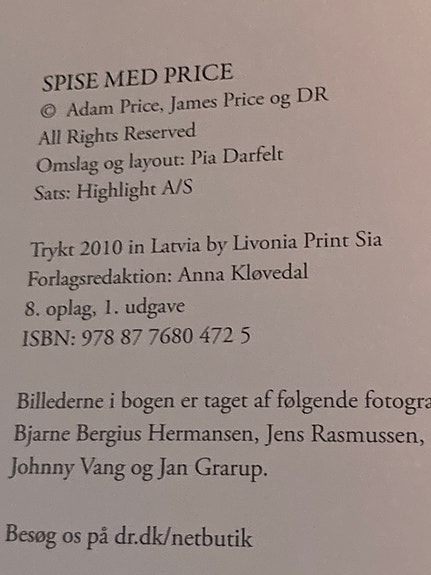 SPISE MED PRICE
© Adam Price, James Price og DR
All Rights Reserved
Omslag og layout: Pia Darfelt
Sats: Highlight A/S
Trykt 2010 in Latvia by Livonia Print Sia
Forlagsredaktion: Anna Kløvedal
8. oplag, 1. udgave
ISBN: 978 87 7680 472 5
Billederne i bogen er taget af følgende
Bjarne Bergius Hermansen, Jens Rasmussen,
Johnny Vang og Jan Grarup.
Besøg os på dr.dk/netbutik